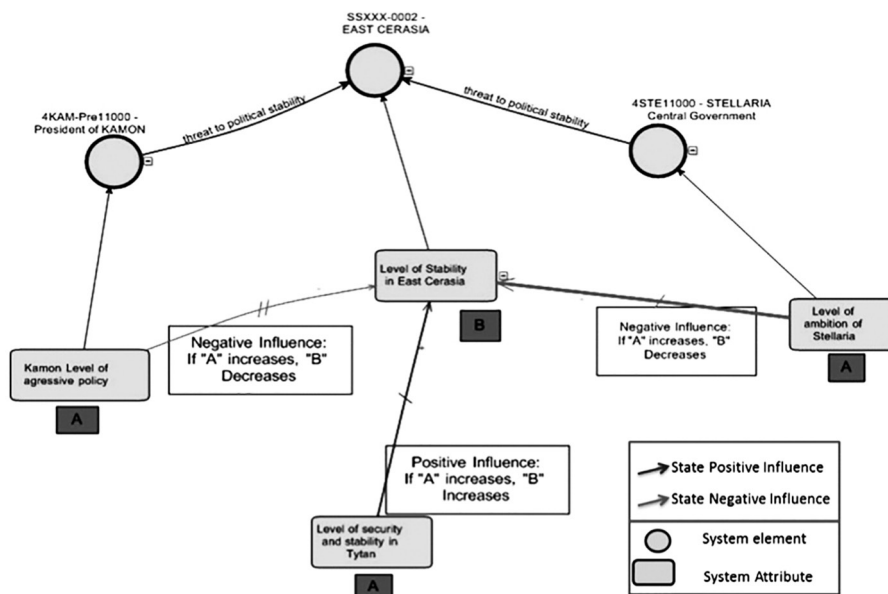 SSXXX-0002 -
EAST CERASIA
4KAM-Pre11000 -
President of KAMON
threat to political stability
threat to political stability
4STE11000 - STELLARIA
Central Government
Level of Stability
in East Cerasia
B
Negative Influence:
If "A" increases, "B"
Decreases
Negative Influence:
If "A" increases, "B"
Decreases
Level of
ambition of
Stellaria
A
Kamon Level of
agressive policy
A
Positive Influence:
If "A" increases, "B"
Increases
Level of security
and stability in
Tytan
A
State Positive Influence
State Negative Influence
System element
System Attribute